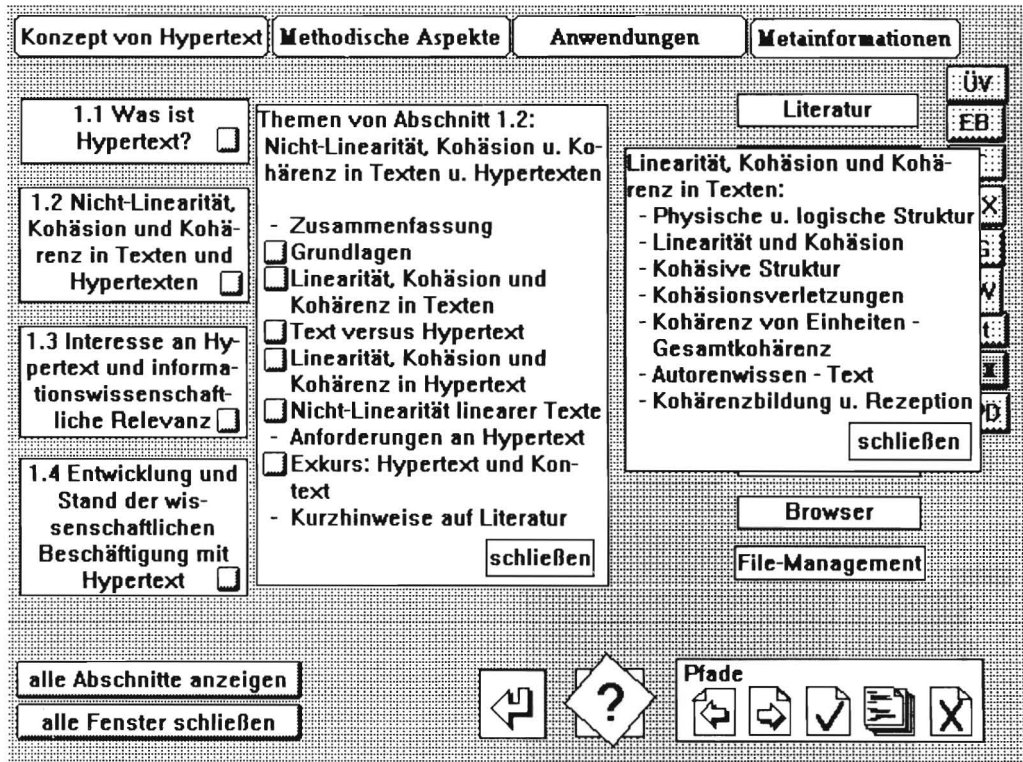 Konzept von Hypertext
Methodische Aspekte
Anwendungen
Metainformationen
1.1 Was ist
Hypertext?
1.2 Nicht-Linearität,
Kohäsion und Kohä-
renz in Texten und
Hypertexten
1.3 Interesse an Hy-
pertext und informa-
tionswissenschaft-
liche Relevanz
1.4 Entwicklung und
Stand der wis-
senschaftlichen
Beschäftigung mit
Hypertext
Themen von Abschnitt 1.2:
Nicht-Linearität, Kohäsion u. Ko-
härenz in Texten u. Hypertexten
- Zusammenfassung
Grundlagen
Linearität, Kohäsion und
Kohärenz in Texten
Text versus Hypertext
Linearität, Kohäsion und
Kohärenz in Hypertext
Nicht-Linearität linearer Texte
- Anforderungen an Hypertext
Exkurs: Hypertext und Kon-
text
- Kurzhinweise auf Literatur
schließen
Literatur
ÜV
EB
Linearität, Kohäsion und Kohä-
renz in Texten:
- Physische u. logische Struktur
- Linearität und Kohäsion
- Kohäsive Struktur
- Kohäsionsverletzungen
- Kohärenz von Einheiten -
Gesamtkohärenz
- Autorenwissen - Text
- Kohärenzbildung u. Rezeption
schließen
X
Browser
File-Management
alle Abschnitte anzeigen
alle Fenster schließen
?
Pfade
X